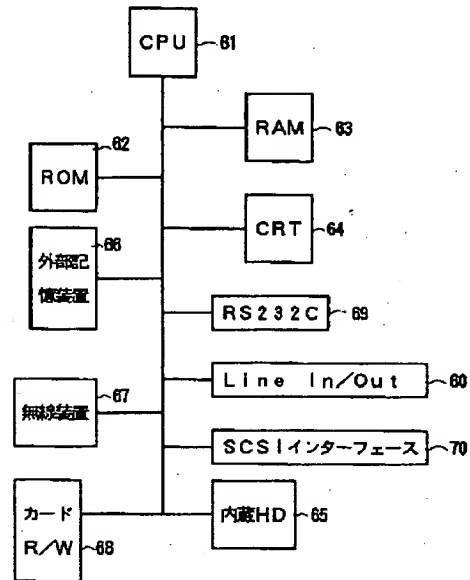 CPU
61
RAM
63
62
ROM
CRT
64
66
外部記
憶装置
RS232C
69
Line In/Out
60
67
無線装置
SCSIインターフェース
70
カード
R/W
68
内蔵HD
65